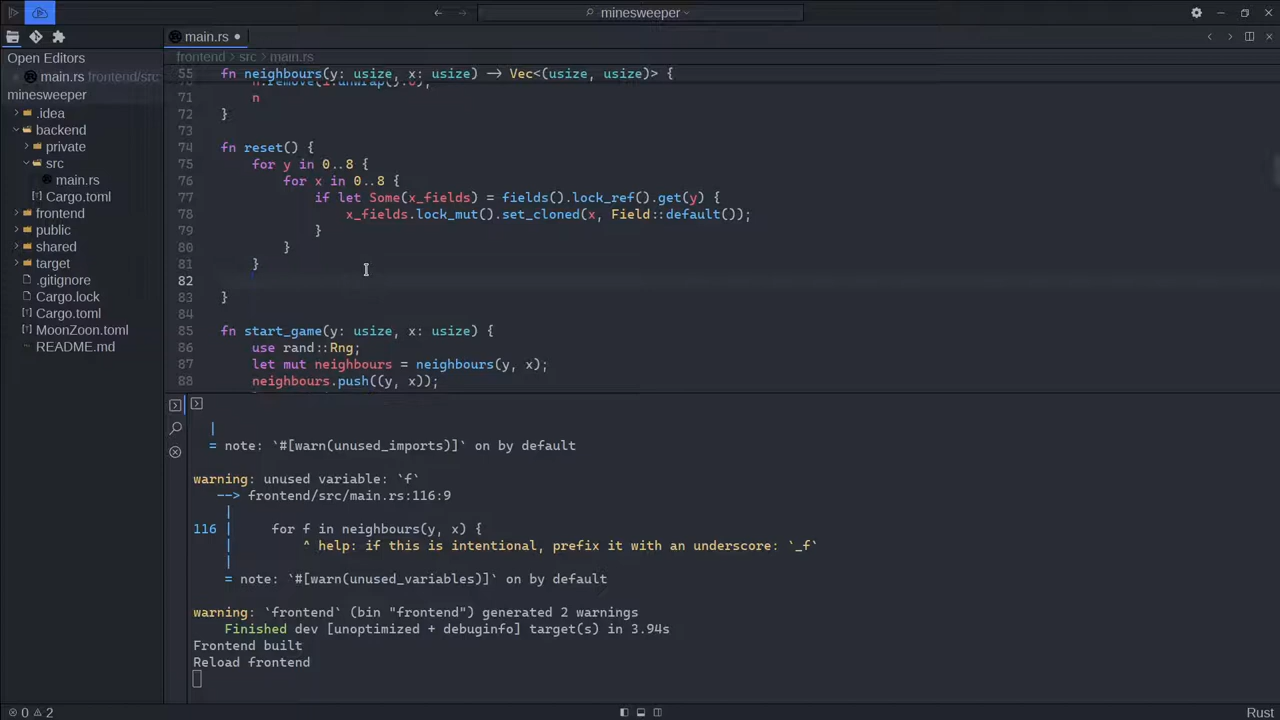 minesweeper
main.rs
Open Editors
frontend › src › main.rs
main.rs frontend/src
55 fn neighbours(y: usize, x: usize) -> Vec<(usize, usize)> {
minesweeper
71 n
.idea
72 }
backend
73
private
74 fn reset() {
src
75 for y in 0..8 {
main.rs
76 for x in 0..8 {
Cargo.toml
77 if let Some(x_fields) = fields().lock_ref().get(y) {
frontend
78 x_fields.lock_mut().set_cloned(x, Field::default());
public
79 }
shared
80 }
target
81 }
.gitignore
82
Cargo.lock
83 }
Cargo.toml
84
MoonZoon.toml
85 fn start_game(y: usize, x: usize) {
README.md
86 use rand::Rng;
87 let mut neighbours = neighbours(y, x);
88 neighbours.push((y, x));
|
= note: `#[warn(unused_imports)]` on by default
warning: unused variable: `f`
--> frontend/src/main.rs:116:9
|
116 | for f in neighbours(y, x) {
| ^ help: if this is intentional, prefix it with an underscore: `_f`
|
= note: `#[warn(unused_variables)]` on by default
warning: `frontend` (bin "frontend") generated 2 warnings
Finished dev [unoptimized + debuginfo] target(s) in 3.94s
Frontend built
Reload frontend
0 2
Rust